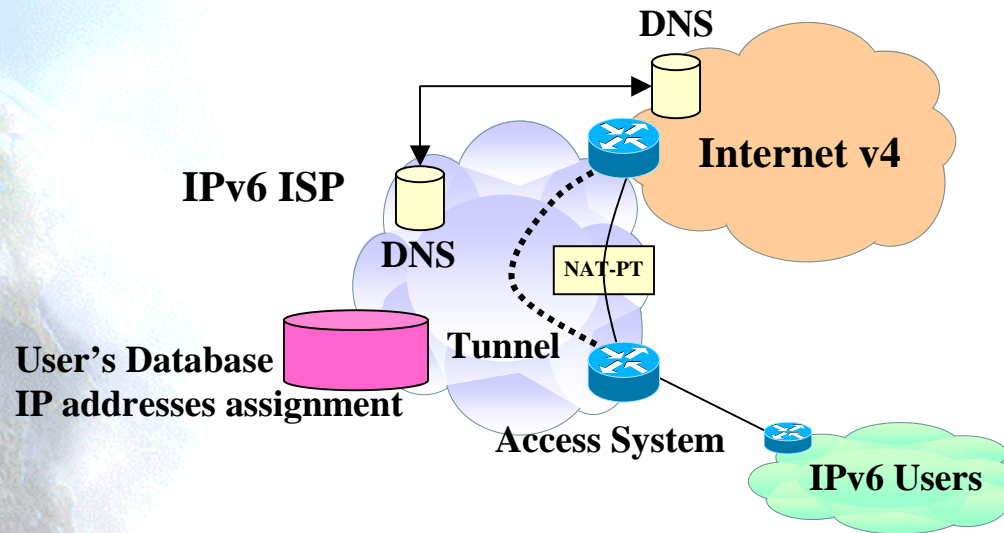 DNS
Internet v4
IPv6 ISP
DNS
NAT-PT
Tunnel
User's Database
IP addresses assignment
Access System
IPv6 Users